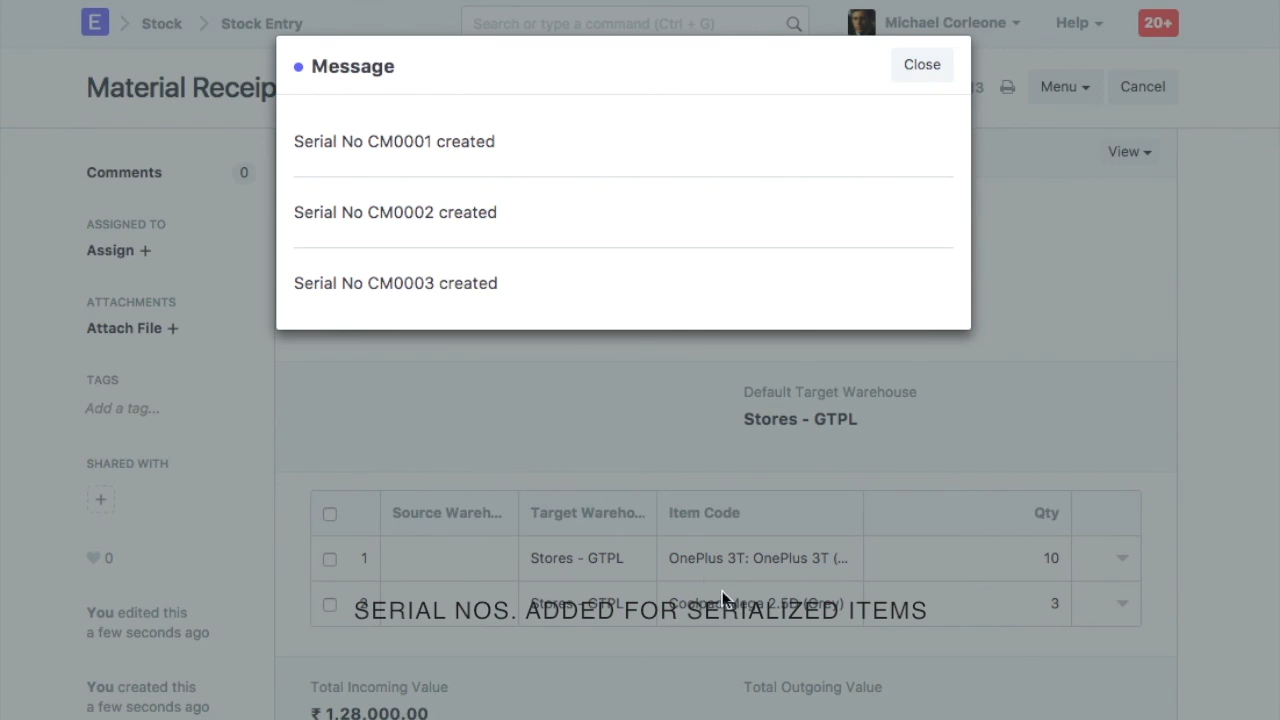 E
Stock
Stock Entry
Search or type a command (Ctrl + G)
Michael Corleone
Help
20+
Message
Close
Material Receip
Menu
Cancel
Serial No CM0001 created
Serial No CM0002 created
Serial No CM0003 created
View
Comments
0
ASSIGNED TO
Assign +
ATTACHMENTS
Attach File +
TAGS
Add a tag...
SHARED WITH
+
0
You edited this
a few seconds ago
You created this
a few seconds ago
Default Target Warehouse
Stores - GTPL
Source Wareh...
Target Wareho...
Item Code
Qty
1
Stores - GTPL
OnePlus 3T: OnePlus 3T (...
10
Stores - GTPL
3
SERIAL NOS. ADDED FOR SERIALIZED ITEMS
Total Incoming Value
Total Outgoing Value
₹ 1,28,000.00